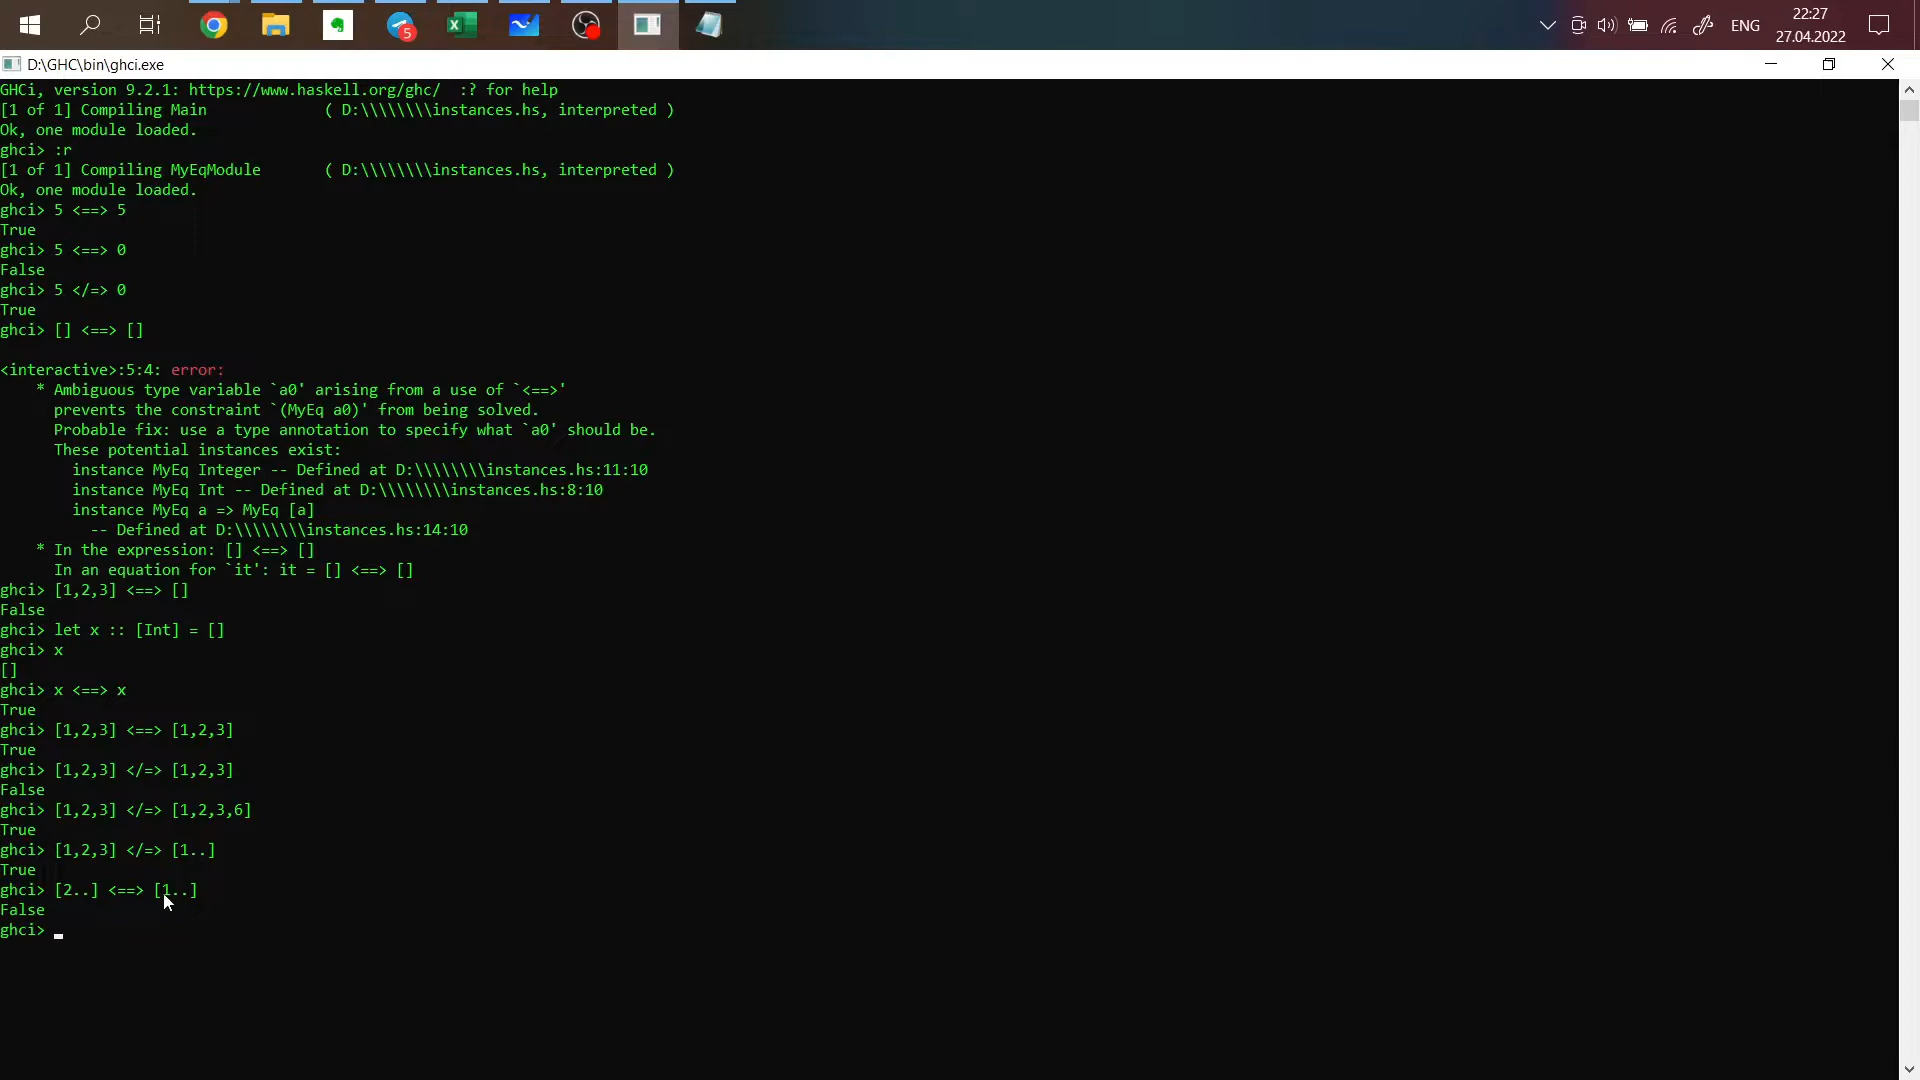 5
ENG
22:27
27.04.2022
D:\GHC\bin\ghci.exe
GHCi, version 9.2.1: https://www.haskell.org/ghc/  :? for help
[1 of 1] Compiling Main             ( D:\\\\\\\\instances.hs, interpreted )
Ok, one module loaded.
ghci> :r
[1 of 1] Compiling MyEqModule       ( D:\\\\\\\\instances.hs, interpreted )
Ok, one module loaded.
ghci> 5 <==> 5
True
ghci> 5 <==> 0
False
ghci> 5 </=> 0
True
ghci> [] <==> []
<interactive>:5:4: error:
    * Ambiguous type variable `a0' arising from a use of `<==>'
      prevents the constraint `(MyEq a0)' from being solved.
      Probable fix: use a type annotation to specify what `a0' should be.
      These potential instances exist:
        instance MyEq Integer -- Defined at D:\\\\\\\\instances.hs:11:10
        instance MyEq Int -- Defined at D:\\\\\\\\instances.hs:8:10
        instance MyEq a => MyEq [a]
          -- Defined at D:\\\\\\\\instances.hs:14:10
    * In the expression: [] <==> []
      In an equation for `it': it = [] <==> []
ghci> [1,2,3] <==> []
False
ghci> let x :: [Int] = []
ghci> x
[]
ghci> x <==> x
True
ghci> [1,2,3] <==> [1,2,3]
True
ghci> [1,2,3] </=> [1,2,3]
False
ghci> [1,2,3] </=> [1,2,3,6]
True
ghci> [1,2,3] </=> [1..]
True
ghci> [2..] <==> [1..]
False
ghci>